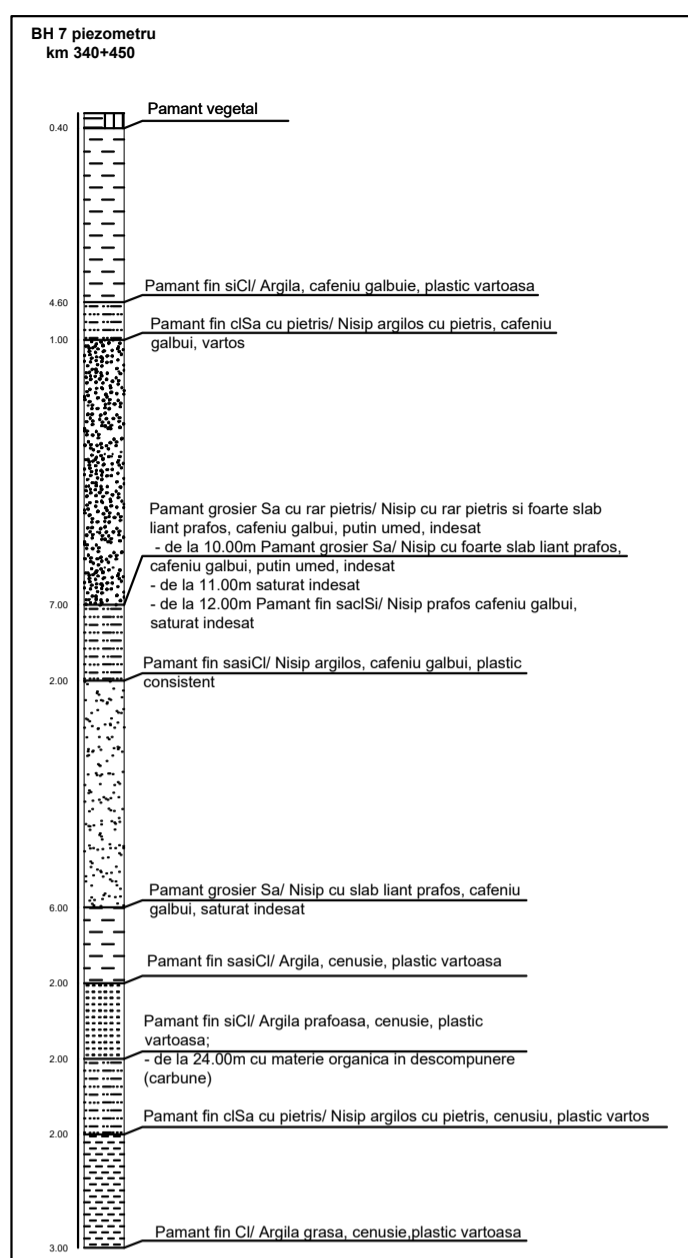 BH 7 piezometru
km 340+450
Pamant vegetal
0.40
Pamant fin siCl/ Argila, cafeniu galbuie, plastic vartoasa
4.60
Pamant fin clSa cu pietris/ Nisip argilos cu pietris, cafeniu
galbui, vartos
1.00
Pamant grosier Sa cu rar pietris/ Nisip cu rar pietris si foarte slab
liant prafos, cafeniu galbui, putin umed, indesat
- de la 10.00m Pamant grosier Sa/ Nisip cu foarte slab liant prafos,
cafeniu galbui, putin umed, indesat
- de la 11.00m saturat indesat
- de la 12.00m Pamant fin saclSi/ Nisip prafos cafeniu galbui,
saturat indesat
7.00
Pamant fin sasiCl/ Nisip argilos, cafeniu galbui, plastic
consistent
2.00
Pamant grosier Sa/ Nisip cu slab liant prafos, cafeniu
galbui, saturat indesat
6.00
Pamant fin sasiCl/ Argila, cenusie, plastic vartoasa
2.00
Pamant fin siCl/ Argila prafoasa, cenusie, plastic
vartoasa;
- de la 24.00m cu materie organica in descompunere
(carbune)
2.00
Pamant fin clSa cu pietris/ Nisip argilos cu pietris, cenusiu, plastic vartos
2.00
Pamant fin Cl/ Argila grasa, cenusie,plastic vartoasa
3.00